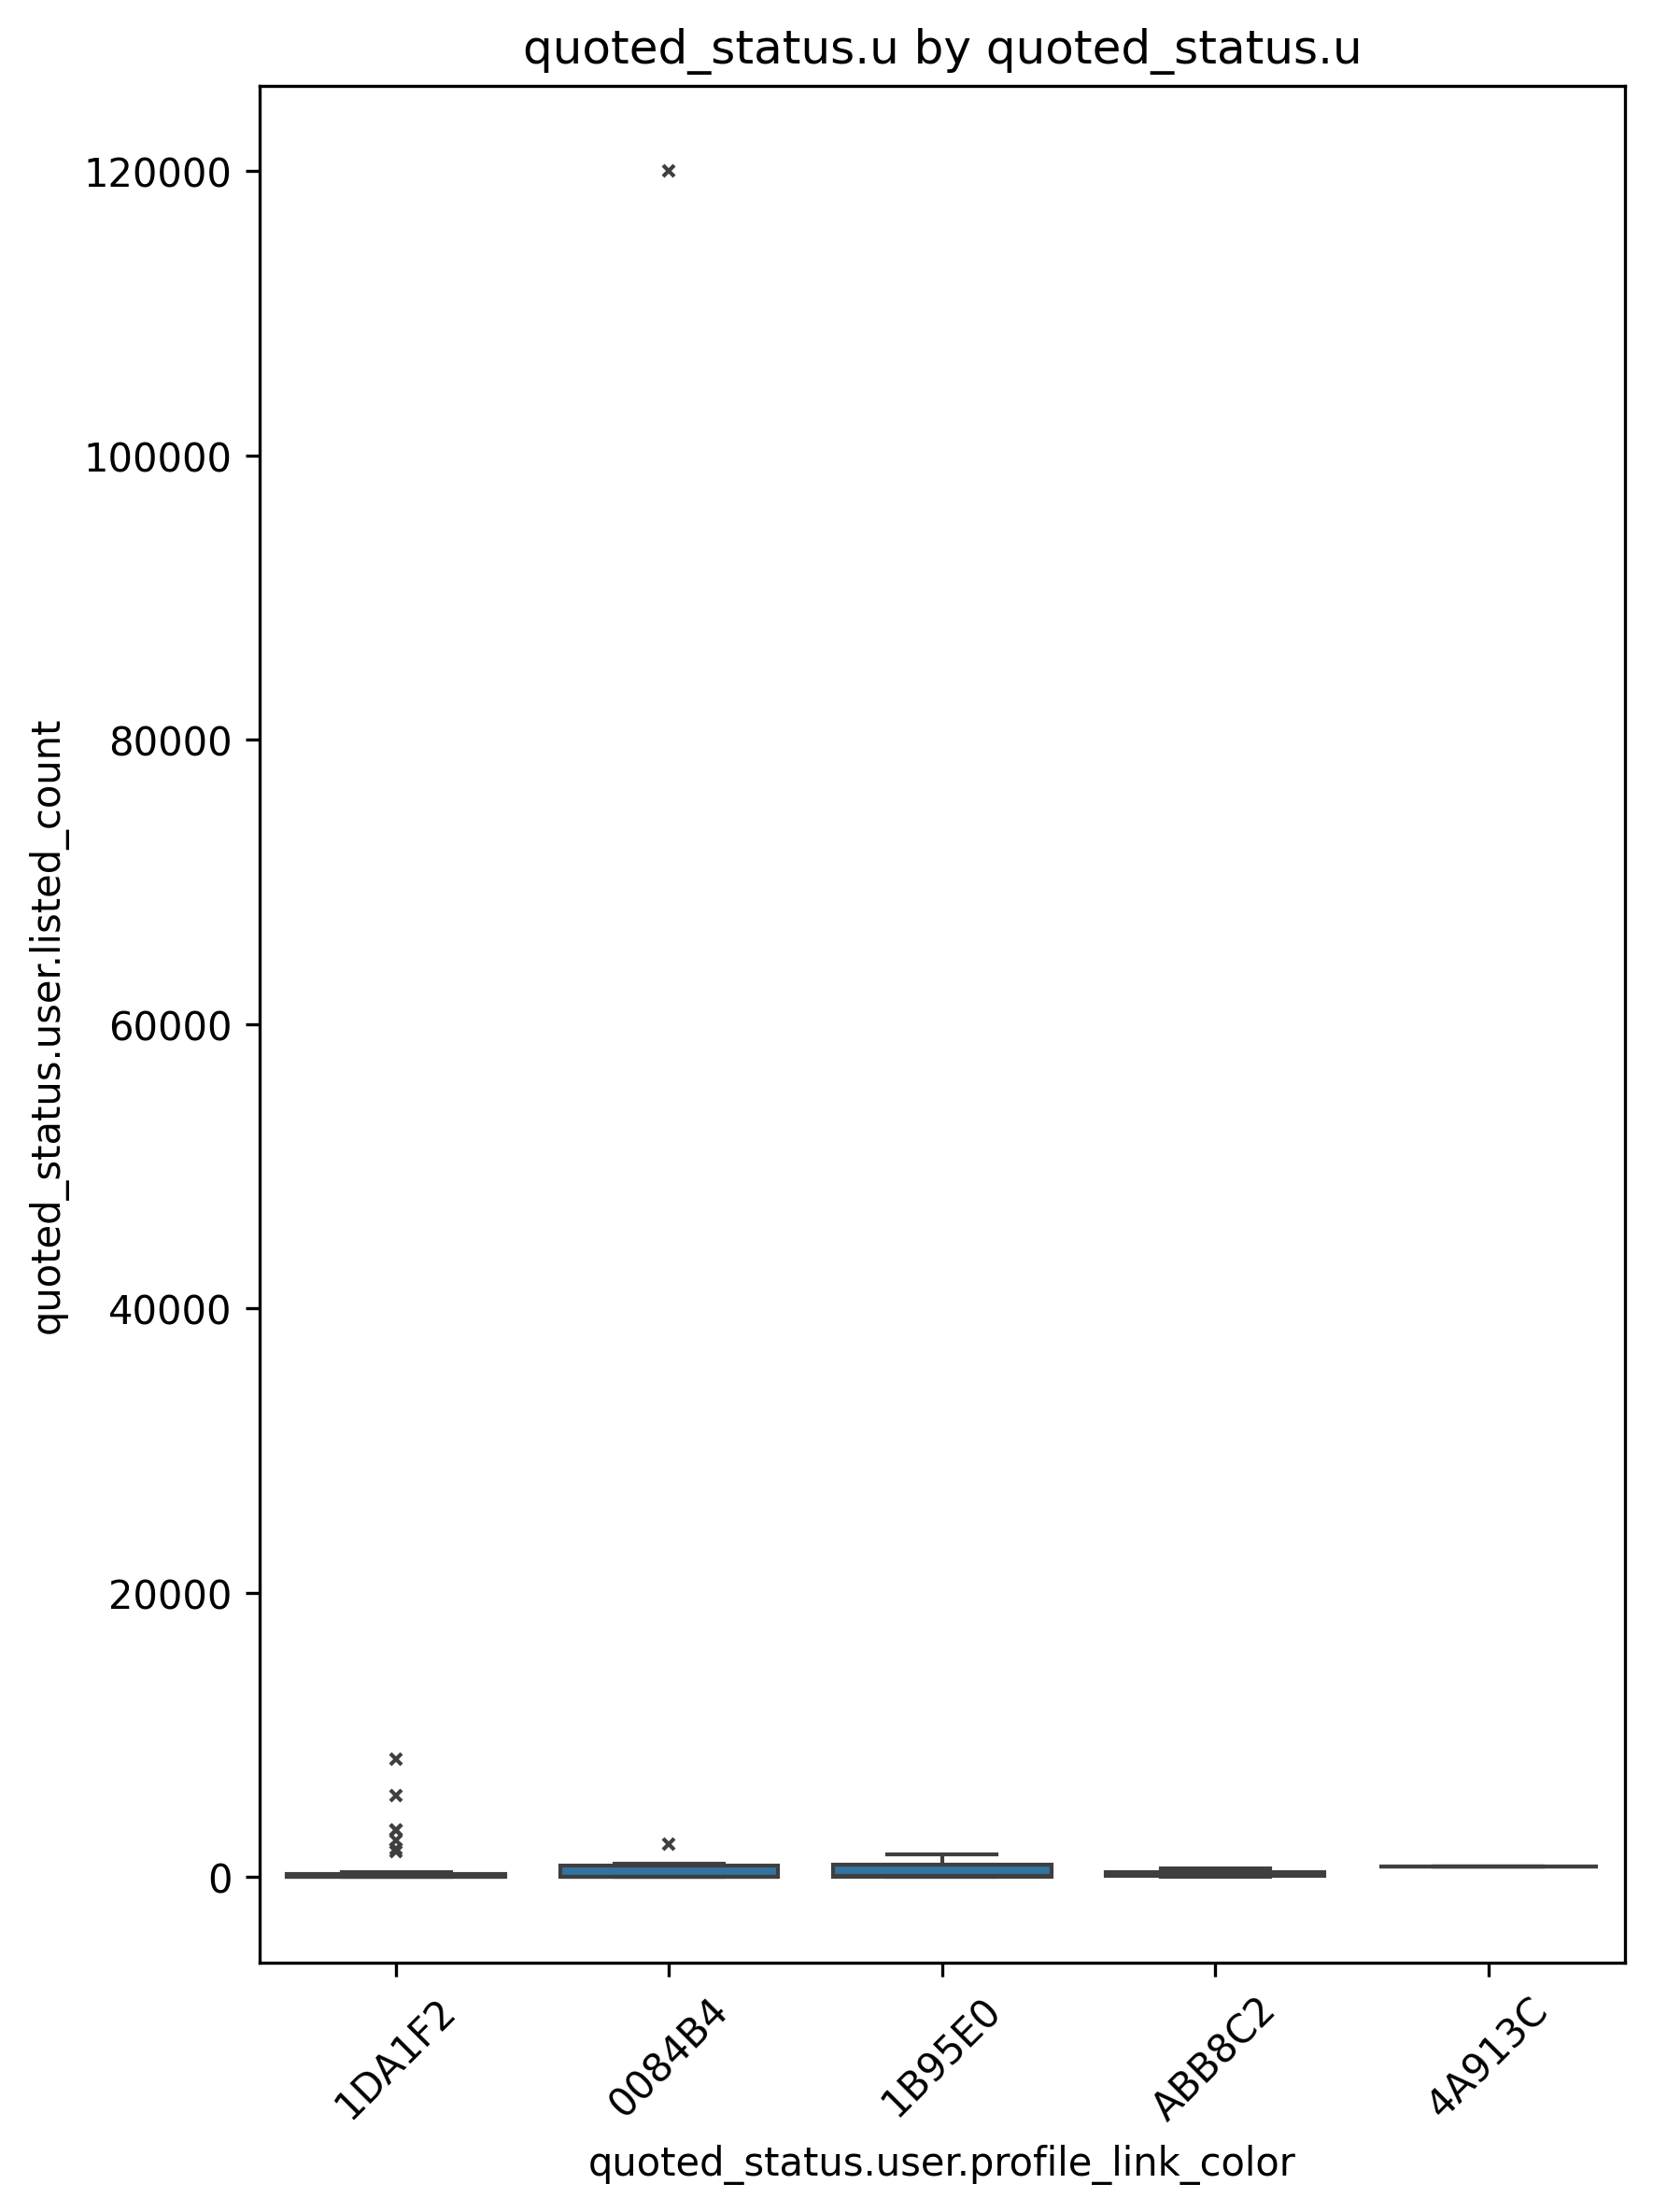 quoted_status.u by quoted_status.u
120000
100000
80000
60000
40000
20000
0
quoted_status.user.listed_count
1DA1F2
0084B4
1B95E0
ABB8C2
4A913C
quoted_status.user.profile_link_color